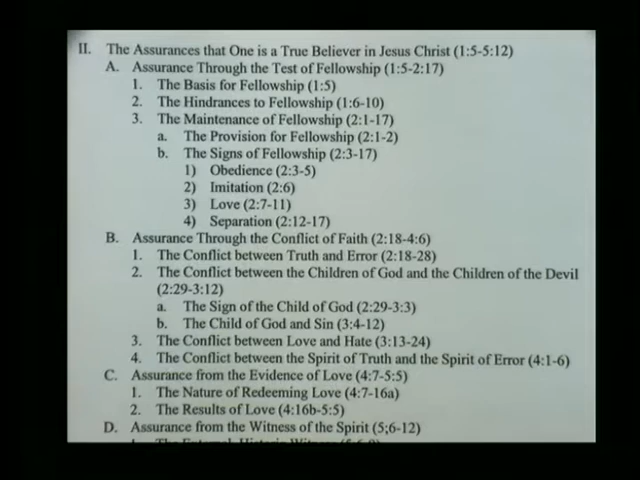 II. The Assurances that One is a True Believer in Jesus Christ (1:5-5:12)
A. Assurance Through the Test of Fellowship (1:5-2:17)
1. The Basis for Fellowship (1:5)
2. The Hindrances to Fellowship (1:6-10)
3. The Maintenance of Fellowship (2:1-17)
a. The Provision for Fellowship (2:1-2)
b. The Signs of Fellowship (2:3-17)
1) Obedience (2:3-5)
2) Imitation (2:6)
3) Love (2:7-11)
4) Separation (2:12-17)
B. Assurance Through the Conflict of Faith (2:18-4:6)
1. The Conflict between Truth and Error (2:18-28)
2. The Conflict between the Children of God and the Children of the Devil
(2:29-3:12)
a. The Sign of the Child of God (2:29-3:3)
b. The Child of God and Sin (3:4-12)
3. The Conflict between Love and Hate (3:13-24)
4. The Conflict between the Spirit of Truth and the Spirit of Error (4:1-6)
C. Assurance from the Evidence of Love (4:7-5:5)
1. The Nature of Redeeming Love (4:7-16a)
2. The Results of Love (4:16b-5:5)
D. Assurance from the Witness of the Spirit (5;6-12)